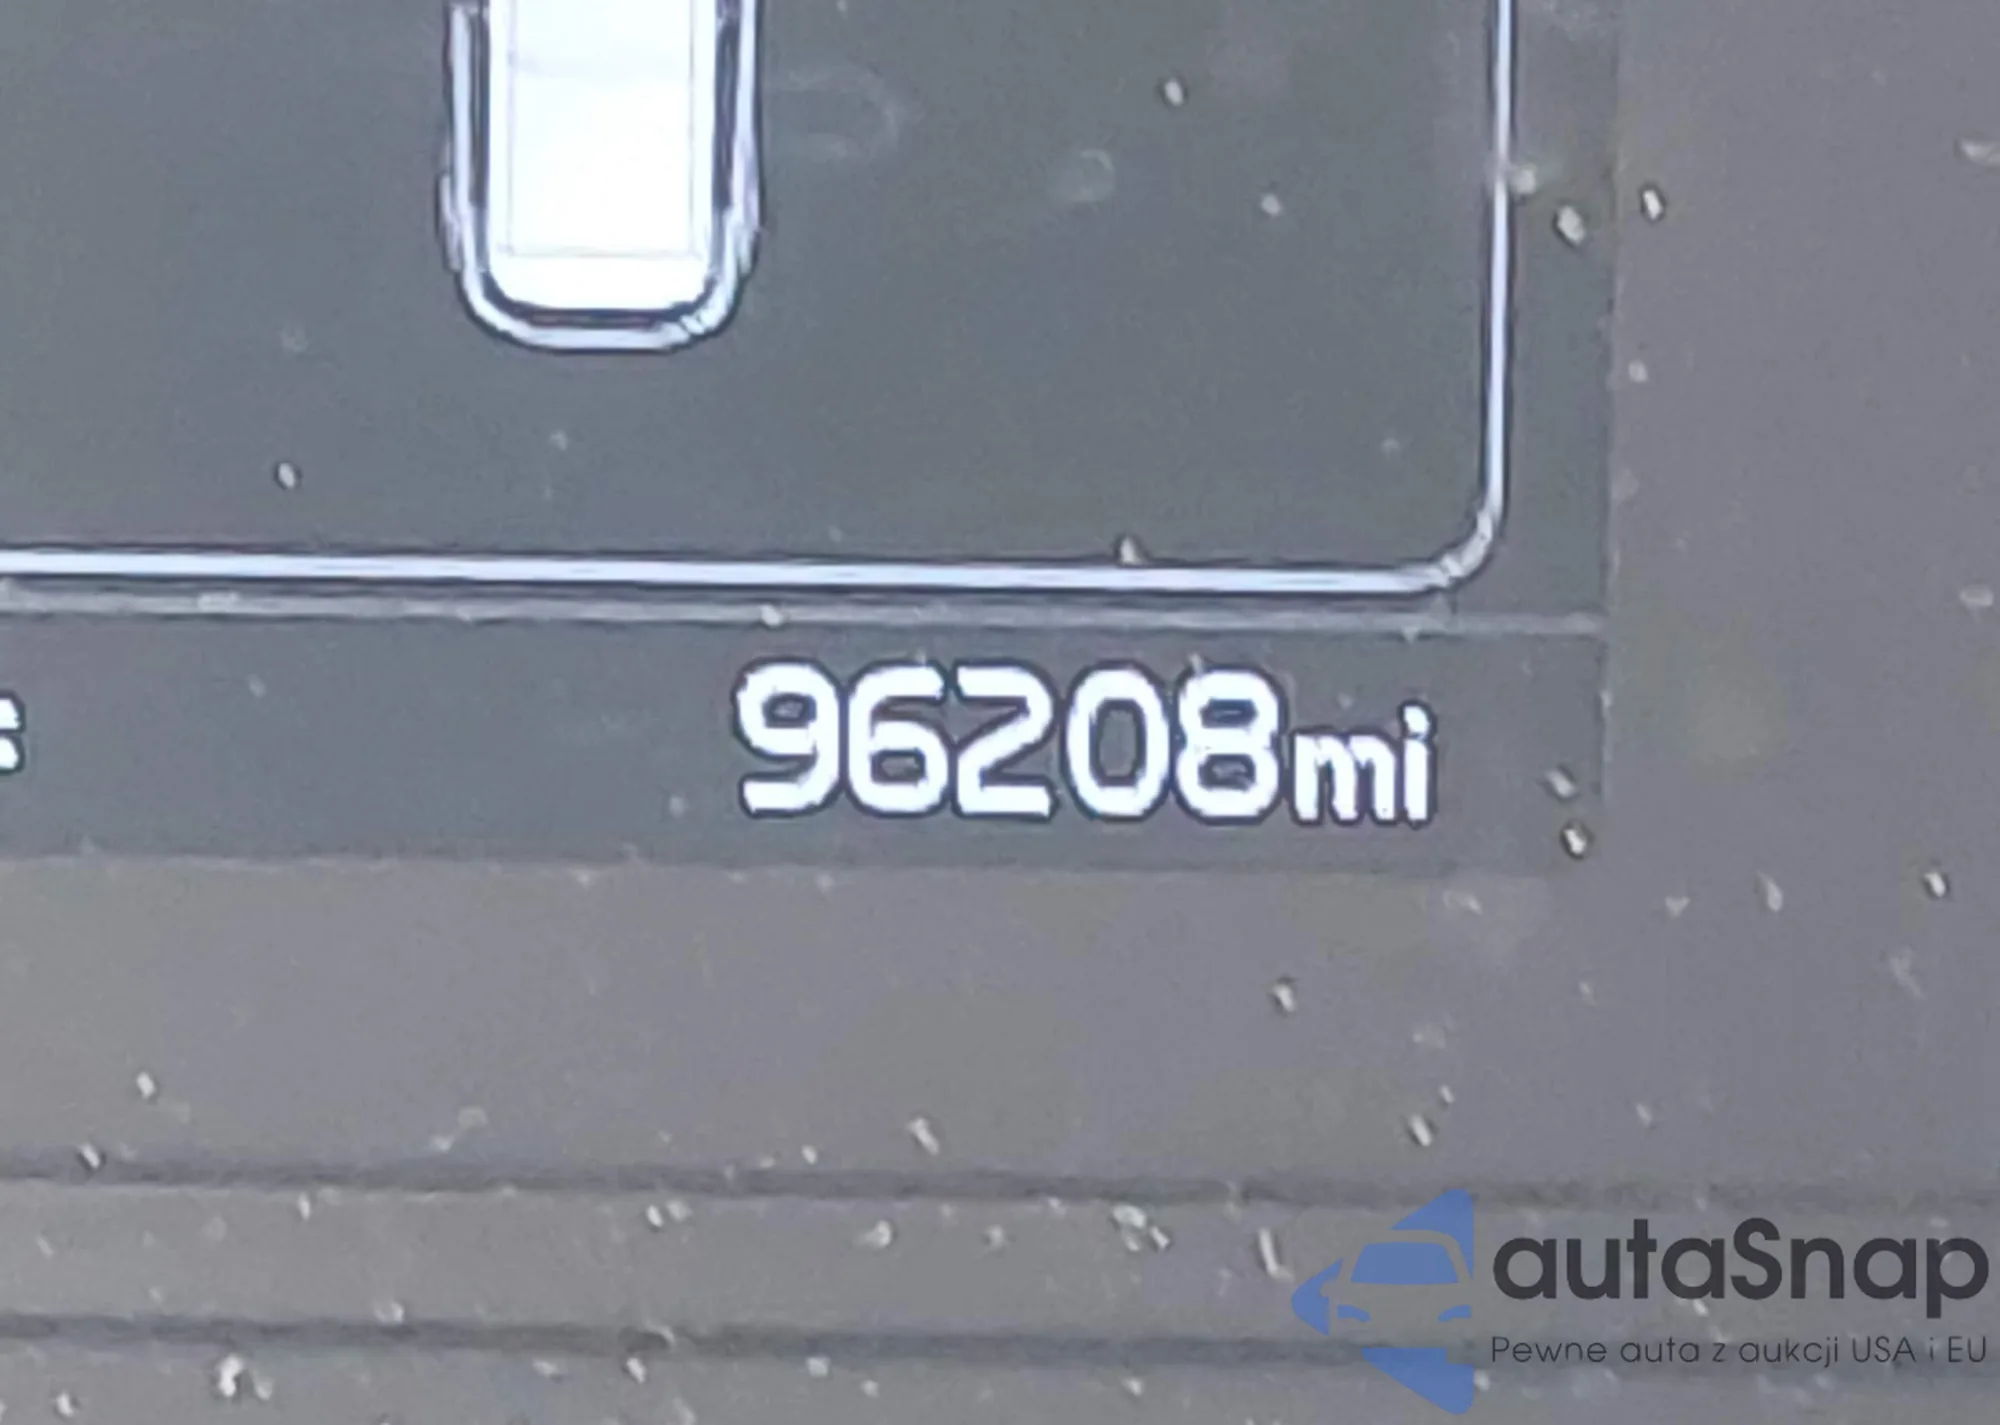 96208mi
autaSnap
Pewne auta z aukcji USA i EU